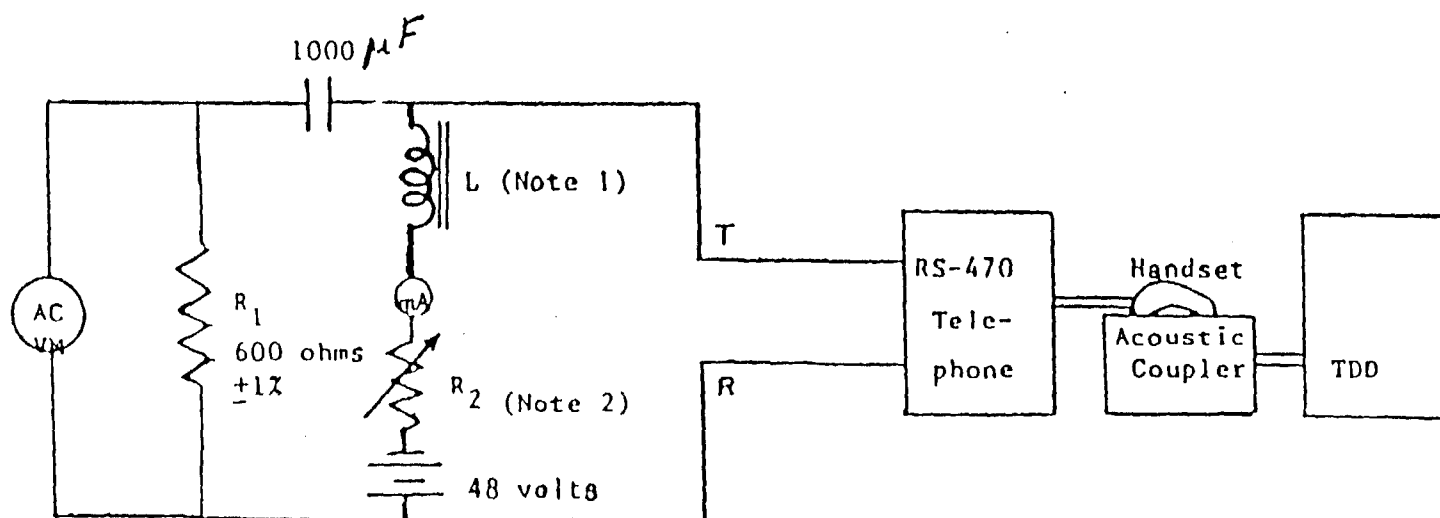 1000 μF
L (Note 1)
T
RS-470
Tele-
phone
Handset
Acoustic
Coupler
TDD
AC
VM
R1
600 ohms
±1%
mA
R2 (Note 2)
R
48 volts